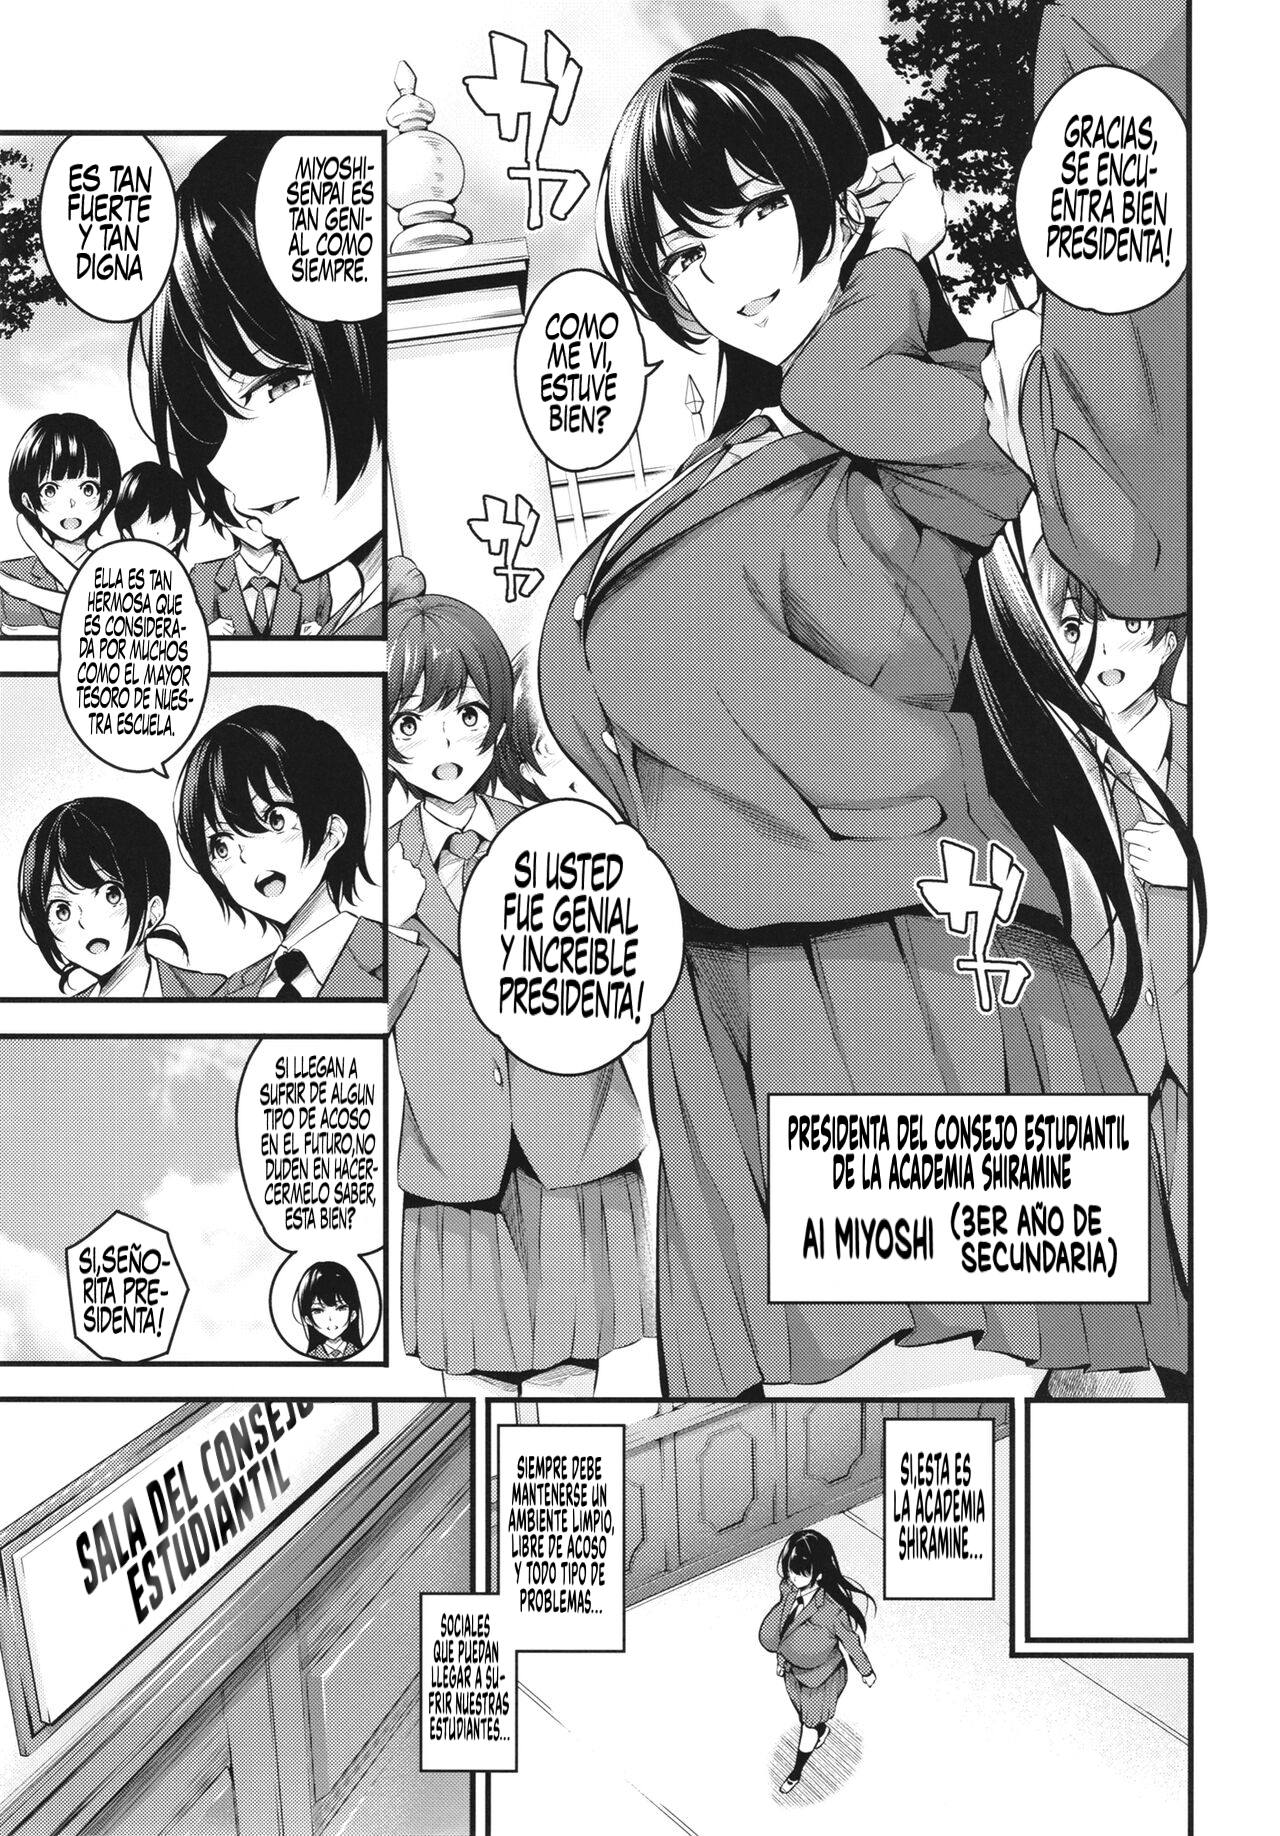 GRACIAS,
SE ENCU-
ENTRA BIEN
PRESIDENTA!
ザッ
COMO
ME VI,
ESTUVE
BIEN?
ザッ
SI USTED
FUE GENIAL
Y INCREIBLE
PRESIDENTA!
ザッ
PRESIDENTA DEL CONSEJO ESTUDIANTIL
DE LA ACADEMIA SHIRAMINE
AI MIYOSHI (3ER AÑO DE
SECUNDARIA)
MIYOSHI-
SENPAI ES
TAN GENI-
AL COMO
SIEMPRE.
ES TAN
FUERTE
Y TAN
DIGNA
ELLA ES TAN
HERMOSA QUE
ES CONSIDERA-
DA POR MUCHOS
COMO EL MAYOR
TESORO DE NUES-
TRA ESCUELA.
SI LLEGAN A
SUFRIR DE ALGUN
TIPO DE ACOSO
EN EL FUTURO,NO
DUDEN EN HACER-
CERMELO SABER,
ESTA BIEN?
SI,SEÑO-
RITA PRE-
SIDENTA!
SI,ESTA ES
LA ACADEMIA
SHIRAMINE...
SIEMPRE DEBE
MANTENERSE UN
AMBIENTE LIMPIO,
LIBRE DE ACOSO
Y TODO TIPO DE
PROBLEMAS...
SOCIALES
QUE PUEDAN
LLEGAR A SU-
FRIR NUESTRAS
ESTUDIANTES...
SALA DEL CONSEJO
ESTUDIANTIL